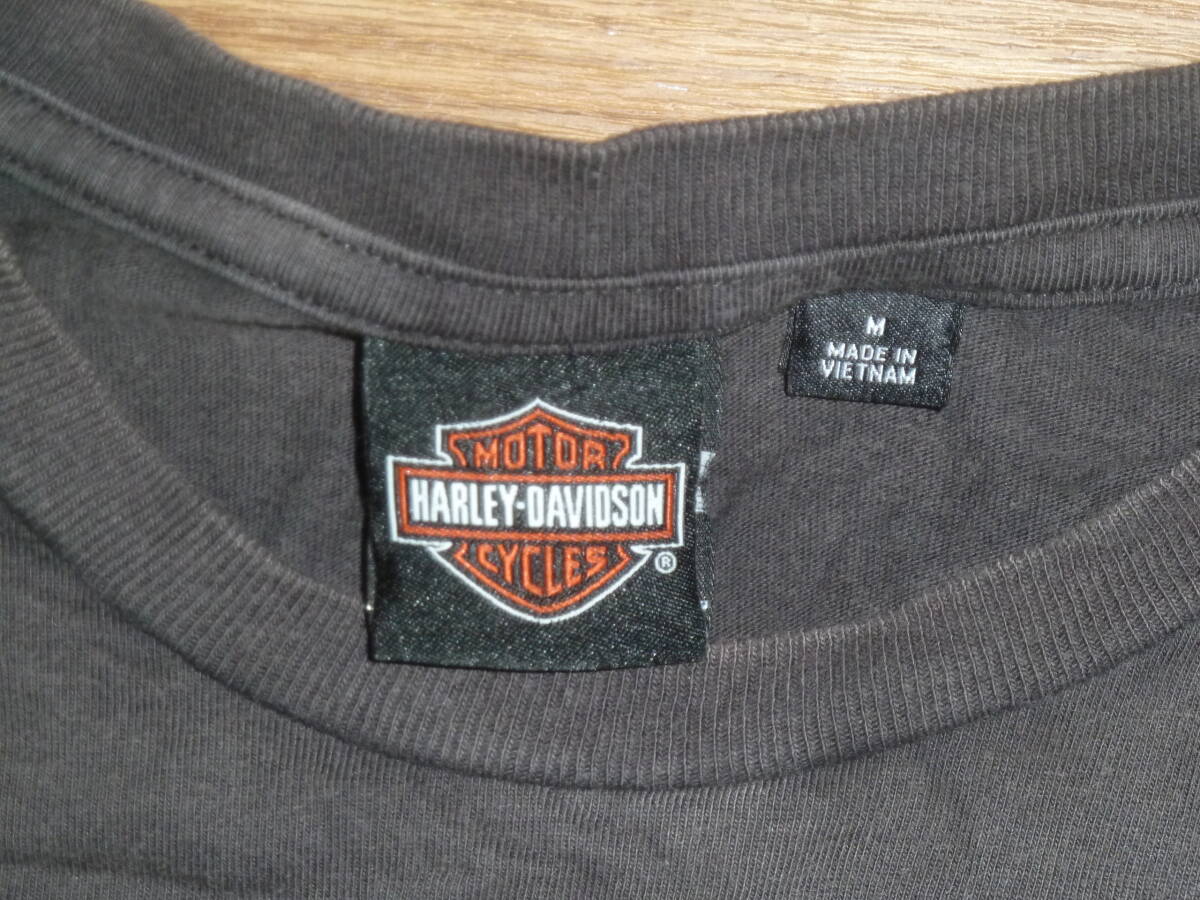 MOTOR
HARLEY-DAVIDSON
CYCLES
®
M
MADE IN
VIETNAM